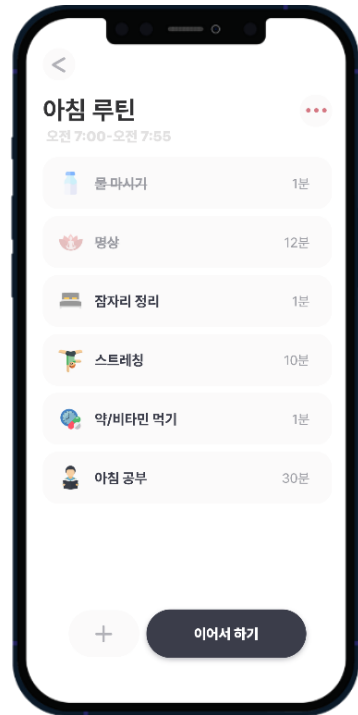 아침 루틴
오전 7:00-오전 7:55
물 마시기 1분
명상 12분
잠자리 정리 1분
스트레칭 10분
약/비타민 먹기 1분
아침 공부 30분
이어서 하기